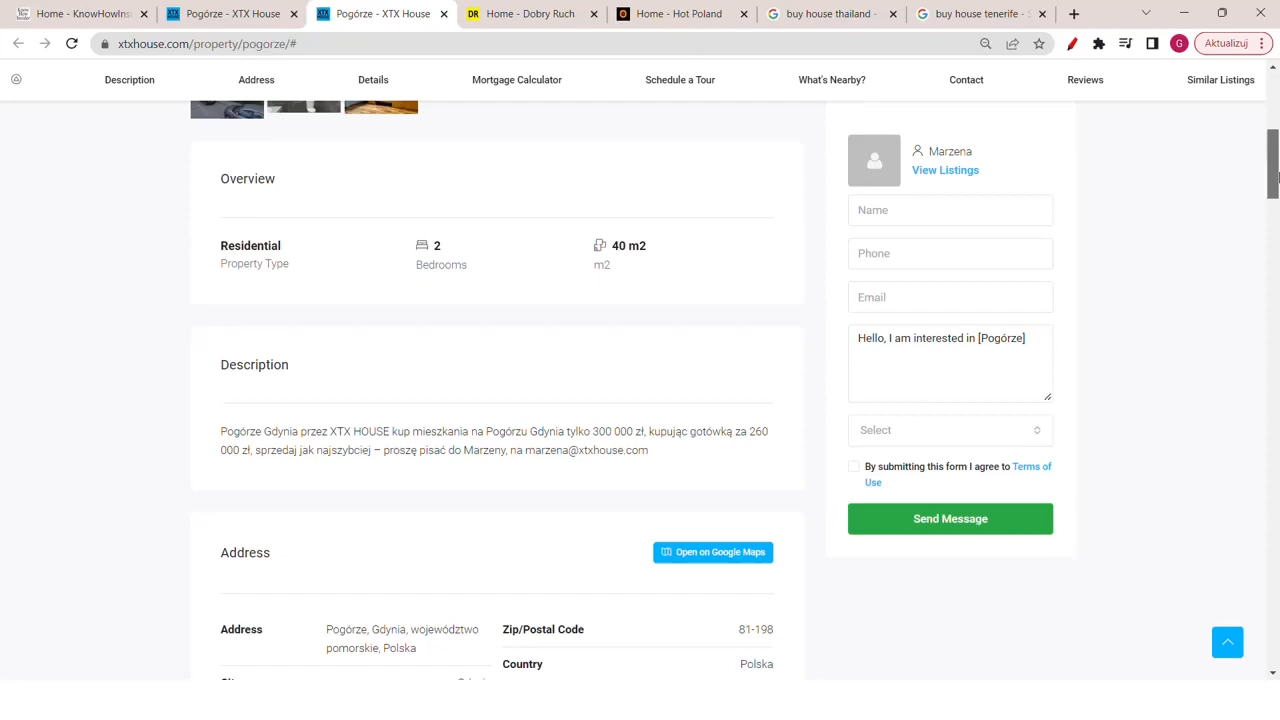 Home - KnowHowIns
Pogórze - XTX House
Pogórze - XTX House
DR Home - Dobry Ruch
Home - Hot Poland
buy house thailand -
buy house tenerife - S
xtxhouse.com/property/pogorze/#
G
Aktualizuj
Description
Address
Details
Mortgage Calculator
Schedule a Tour
What's Nearby?
Contact
Reviews
Similar Listings
Overview
Residential
Property Type
2
Bedrooms
40 m2
m2
Description
Pogórze Gdynia przez XTX HOUSE kup mieszkania na Pogórzu Gdynia tylko 300 000 zł, kupując gotówką za 260
000 zł, sprzedaj jak najszybciej – proszę pisać do Marzeny, na marzena@xtxhouse.com
Address
Open on Google Maps
Address
Pogórze, Gdynia, województwo
pomorskie, Polska
Zip/Postal Code
81-198
Country
Polska
Marzena
View Listings
Name
Phone
Email
Hello, I am interested in [Pogórze]
Select
By submitting this form I agree to Terms of
Use
Send Message